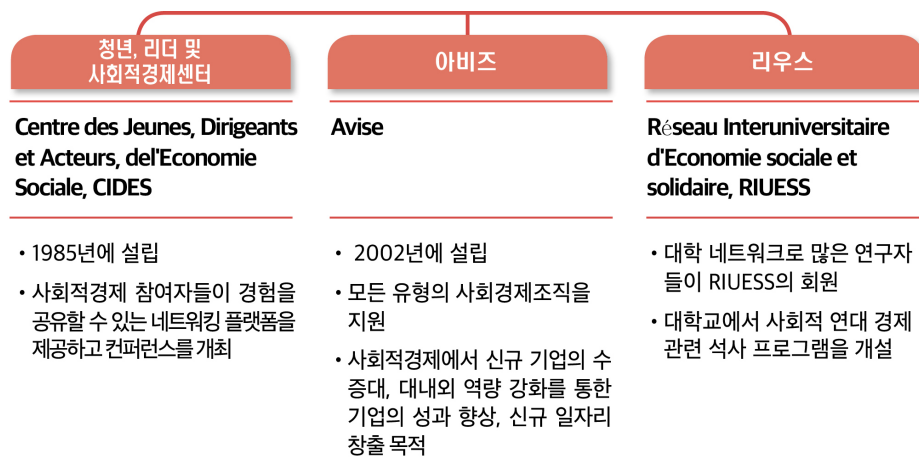 청년, 리더 및
사회적경제센터
Centre des Jeunes, Dirigeants
et Acteurs, del'Economie
Sociale, CIDES
• 1985년에 설립
• 사회적경제 참여자들이 경험을
공유할 수 있는 네트워킹 플랫폼을
제공하고 컨퍼런스를 개최
아비즈
Avise
• 2002년에 설립
• 모든 유형의 사회경제조직을
지원
• 사회적경제에서 신규 기업의 수
증대, 대내외 역량 강화를 통한
기업의 성과 향상, 신규 일자리
창출 목적
리우스
Réseau Interuniversitaire
d'Economie sociale et
solidaire, RIUESS
• 대학 네트워크로 많은 연구자
들이 RIUESS의 회원
• 대학교에서 사회적 연대 경제
관련 석사 프로그램을 개설